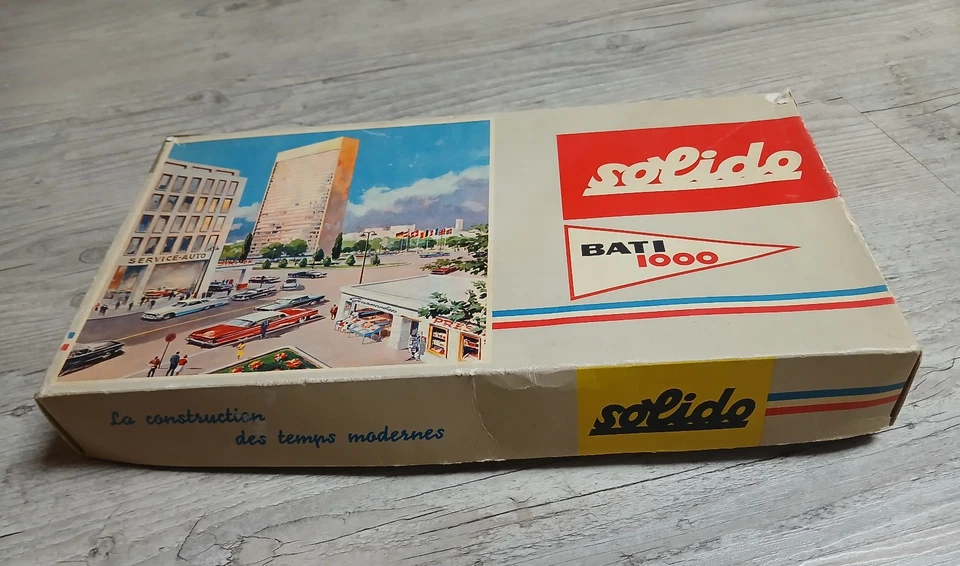 SERVICE-AUTO
solido
BATI
1000
La construction
des temps modernes
solido